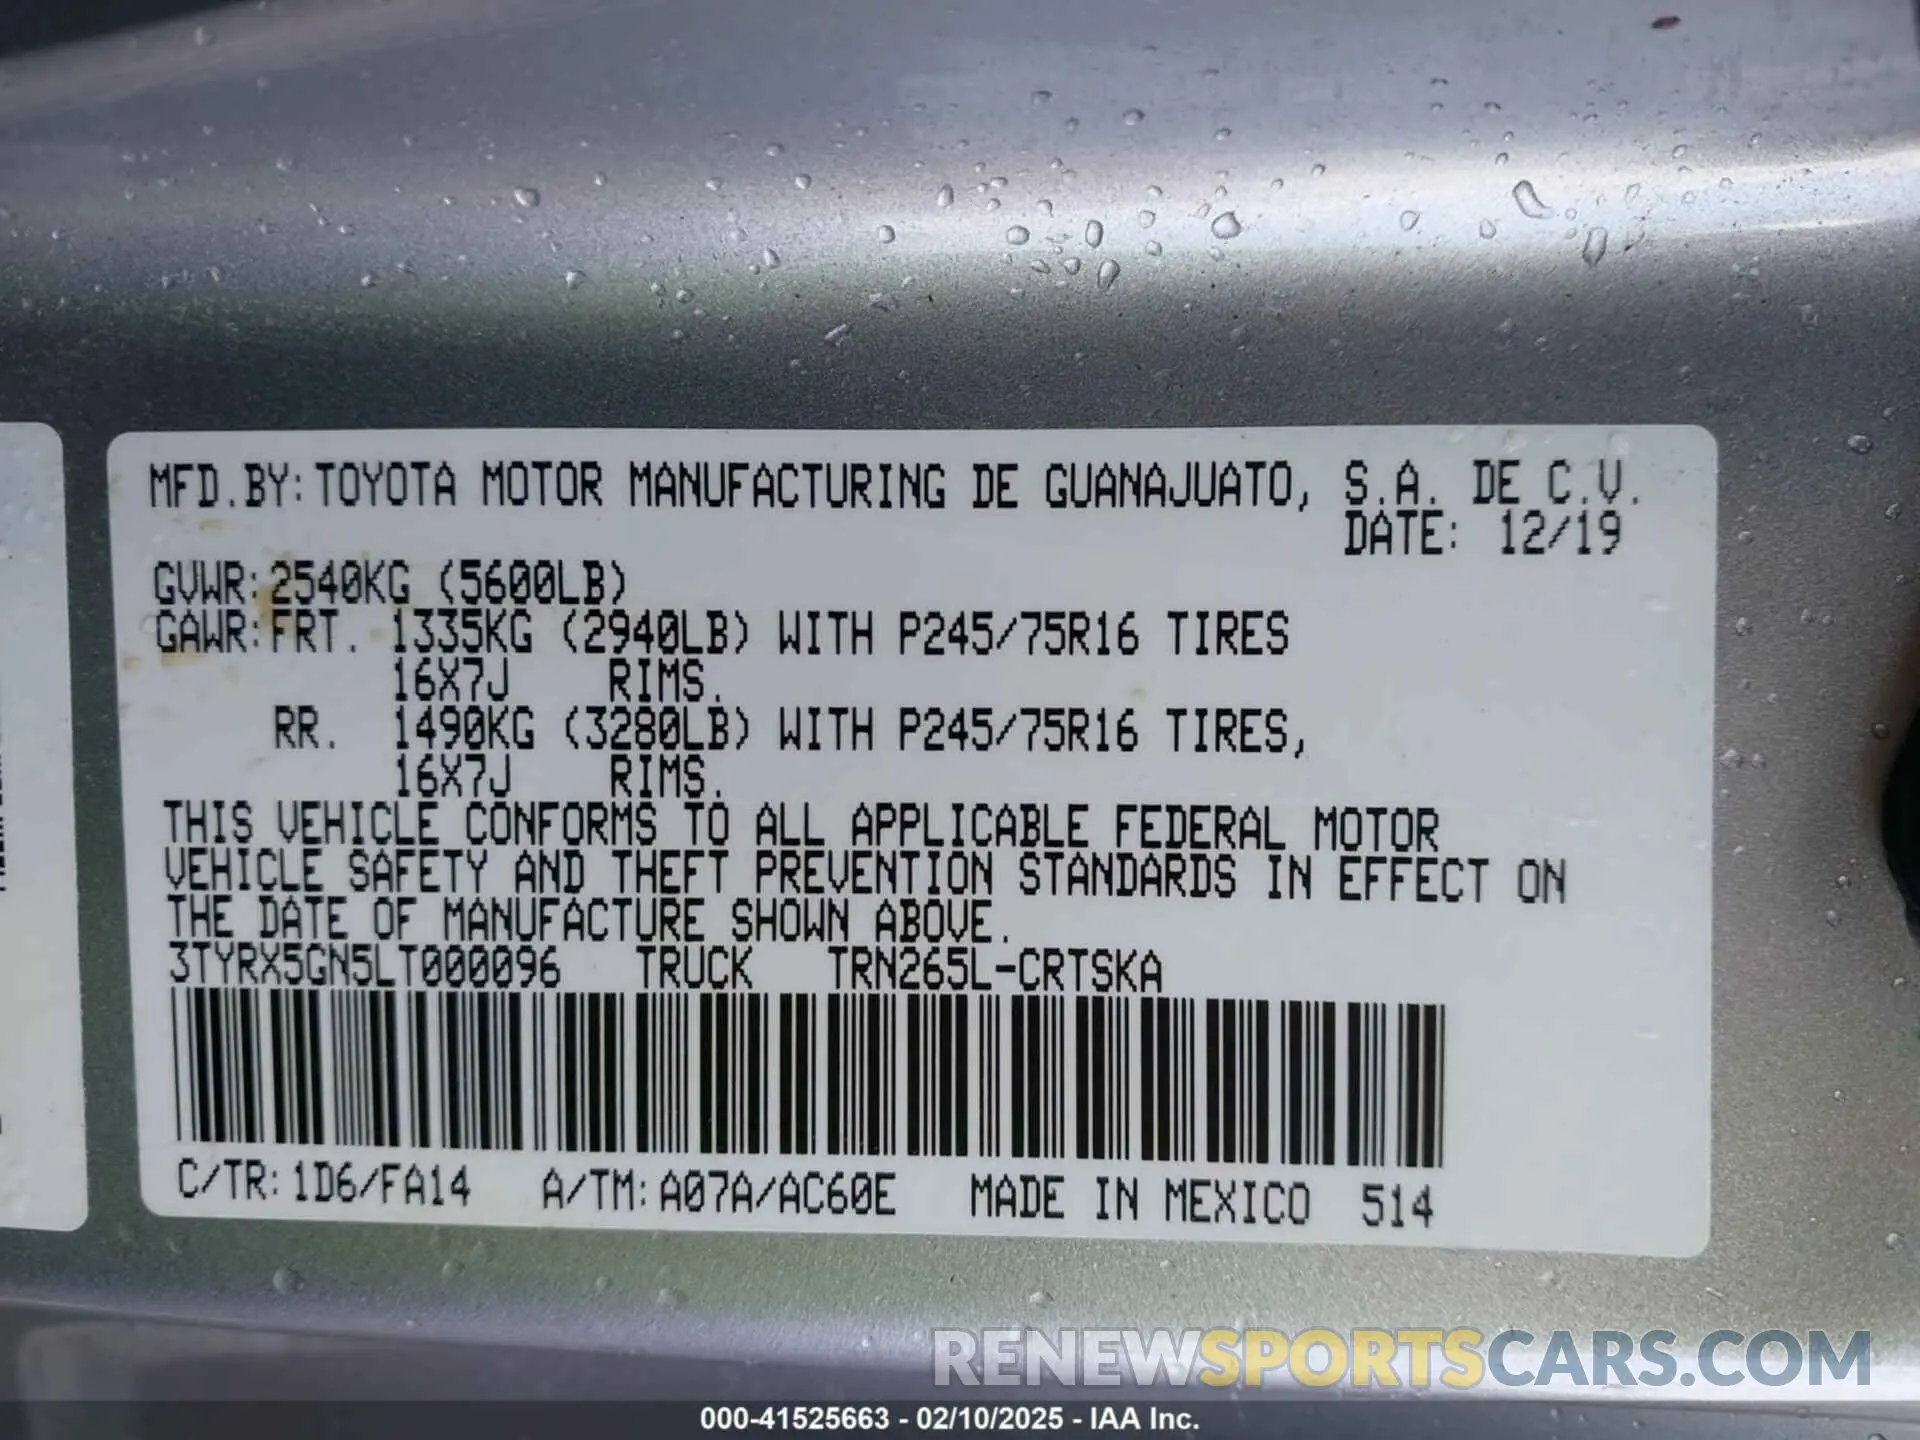 MFD.BY: TOYOTA MOTOR MANUFACTURING DE GUANAJUATO, S.A. DE C.V.
DATE: 12/19
GVWR: 2540KG (5600LB)
GAWR: FRT. 1335KG (2940LB) WITH P245/75R16 TIRES
16X7J RIMS.
RR. 1490KG (3280LB) WITH P245/75R16 TIRES,
16X7J RIMS.
THIS VEHICLE CONFORMS TO ALL APPLICABLE FEDERAL MOTOR
VEHICLE SAFETY AND THEFT PREVENTION STANDARDS IN EFFECT ON
THE DATE OF MANUFACTURE SHOWN ABOVE.
3TYRX5GN5LT000096 TRUCK TRN265L-CRTSKA
C/TR: 1D6/FA14 A/TM: A07A/AC60E MADE IN MEXICO 514
RENEWSPORTSCARS.COM
000-41525663 - 02/10/2025 - IAA Inc.